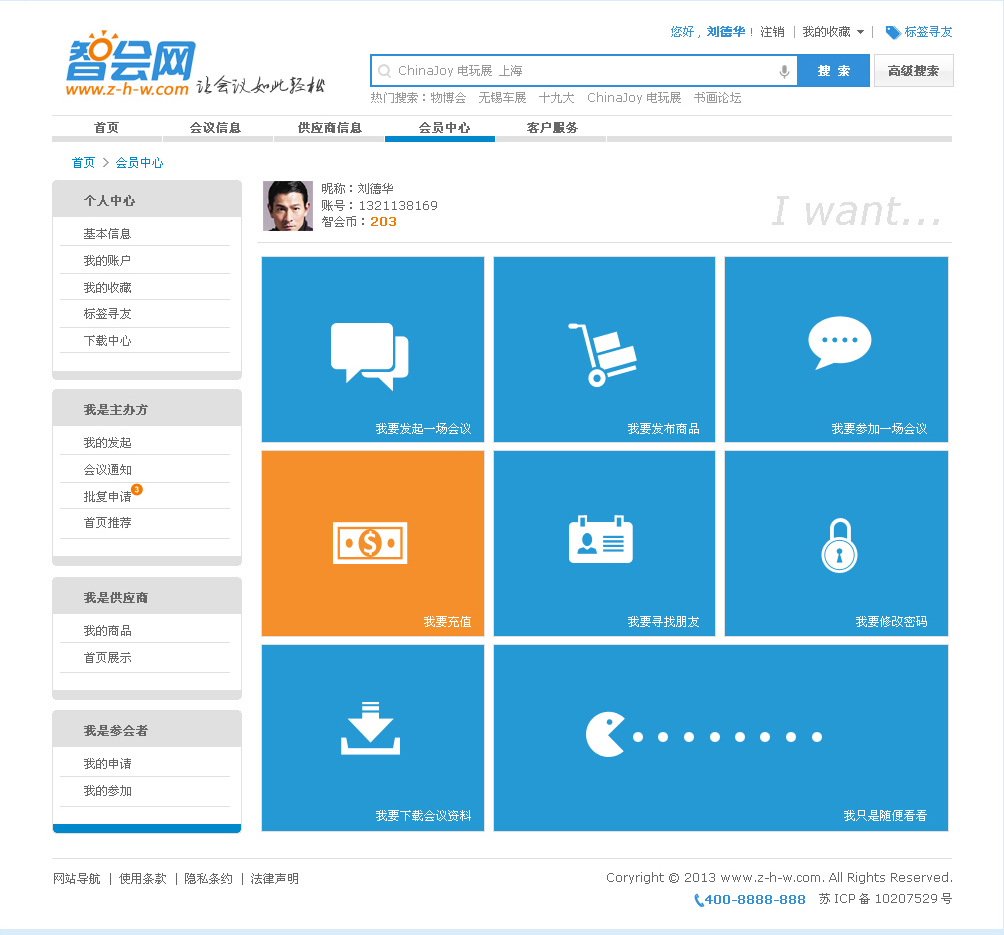 您好，刘德华！ 注销 | 我的收藏 | 标签寻友
智会网
www.z-h-w.com 让会议如此轻松
ChinaJoy 电玩展 上海 搜 索 高级搜索
热门搜索：物博会 无锡车展 十九大 ChinaJoy 电玩展 书画论坛
首页 会议信息 供应商信息 会员中心 客户服务
首页 > 会员中心
个人中心
基本信息
我的账户
我的收藏
标签寻友
下载中心
我是主办方
我的发起
会议通知
批复申请 3
首页推荐
我是供应商
我的商品
首页展示
我是参会者
我的申请
我的参加
昵称：刘德华
账号：1321138169
智会币：203
I want...
我要发起一场会议
我要发布商品
我要参加一场会议
$
我要充值
我要寻找朋友
我要修改密码
我要下载会议资料
我只是随便看看
网站导航 | 使用条款 | 隐私条约 | 法律声明
Coryright © 2013 www.z-h-w.com. All Rights Reserved.
400-8888-888 苏 ICP 备 10207529 号